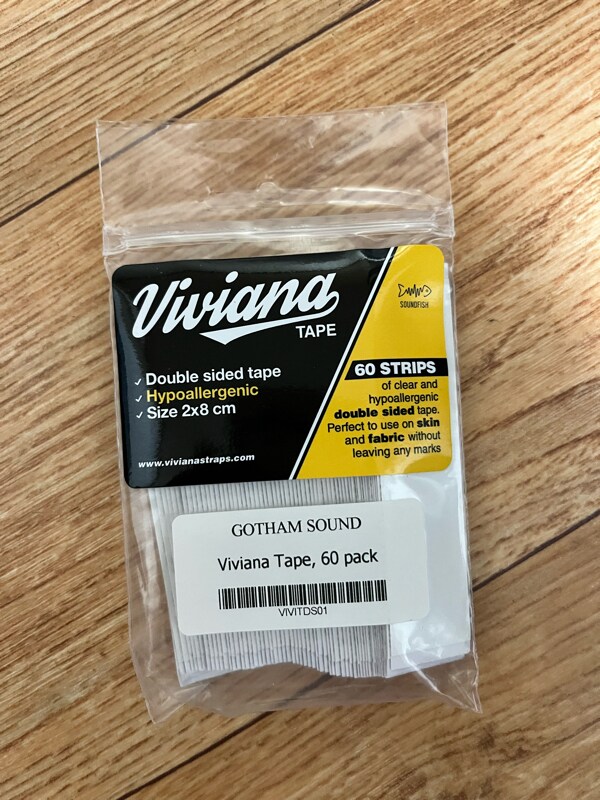 Viviana
TAPE
✓ Double sided tape
✓ Hypoallergenic
✓ Size 2x8 cm
www.vivianastraps.com
SOUNDFISH
60 STRIPS
of clear and
hypoallergenic
double sided tape.
Perfect to use on skin
and fabric without
leaving any marks
GOTHAM SOUND
Viviana Tape, 60 pack
VIVITDS01